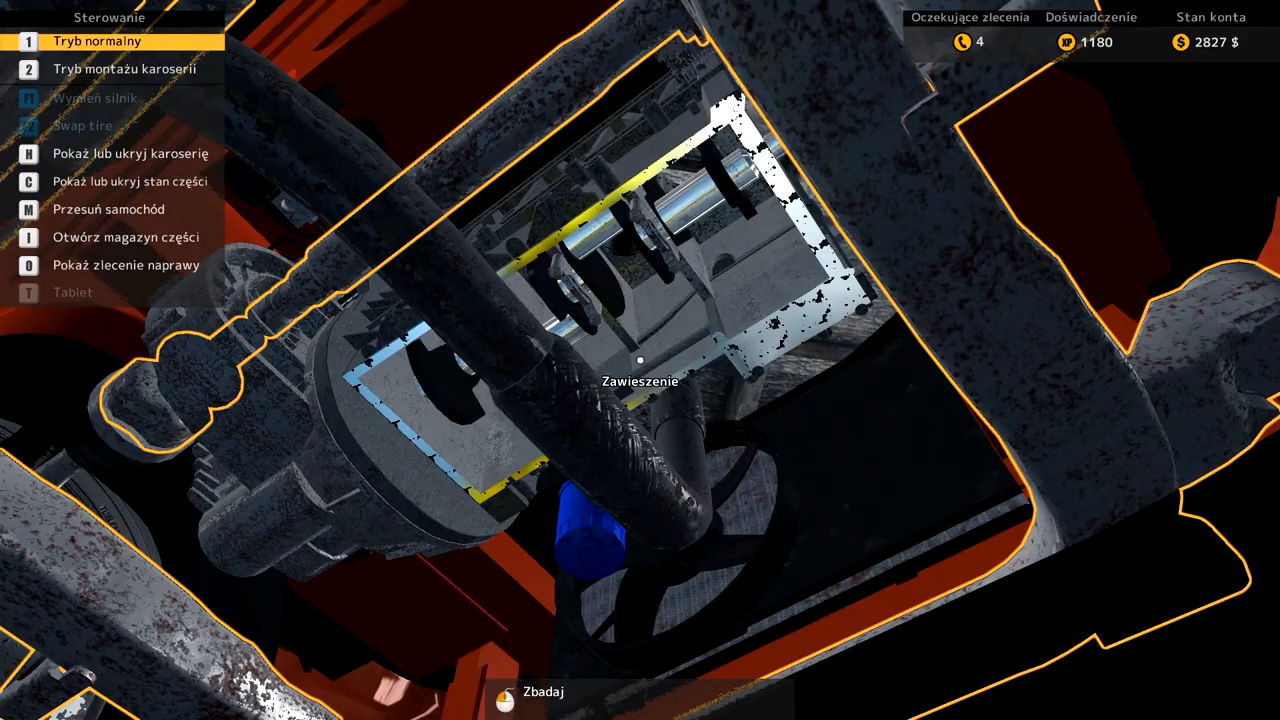 Sterowanie
1 Tryb normalny
2 Tryb montażu karoserii
F1 Wymień silnik
Swap tire
H Pokaż lub ukryj karoserię
C Pokaż lub ukryj stan części
M Przesuń samochód
I Otwórz magazyn części
O Pokaż zlecenie naprawy
T Tablet
Oczekujące zlecenia Doświadczenie Stan konta
4 XP 1180 $ 2827 $
Zawieszenie
Zbadaj